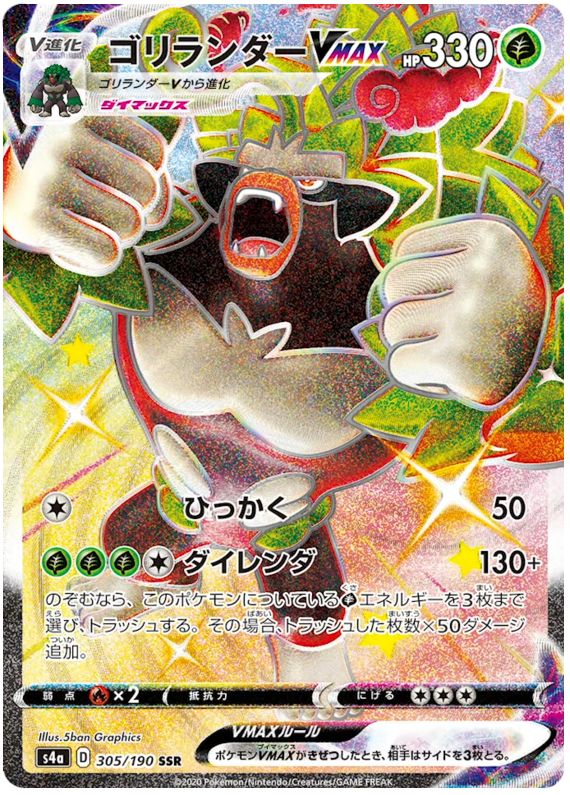 V進化
ゴリランダーVMAX HP330
ゴリランダーVから進化
ダイマックス
ひっかく 50
ダイレンダ 130+
のぞむなら、このポケモンについているエネルギーを3枚まで
選び、トラッシュする。その場合、トラッシュした枚数×50ダメージ
追加。
弱点 ×2 抵抗力 にげる
Illus.5ban Graphics
VMAXルール
s4a D 305/190 SSR
ポケモンVMAXがきぜつしたとき、相手はサイドを3枚とる。
©2020 Pokémon/Nintendo/Creatures/GAME FREAK